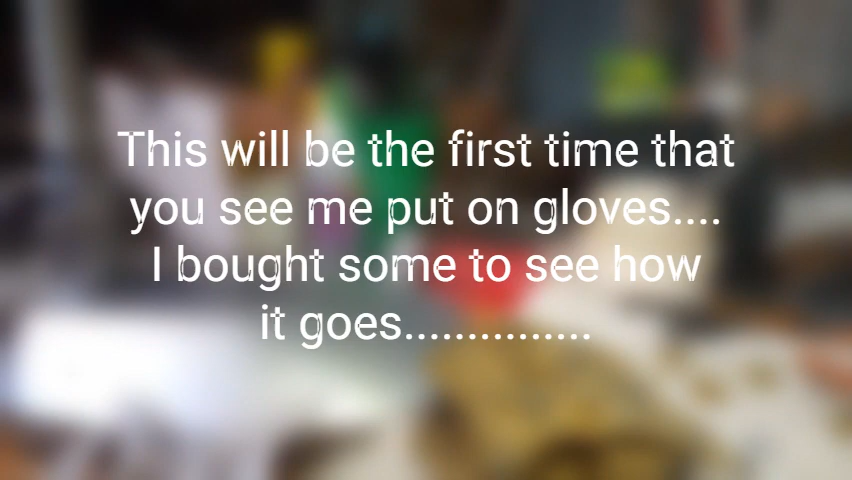 This will be the first time that
you see me put on gloves....
I bought some to see how
it goes...............